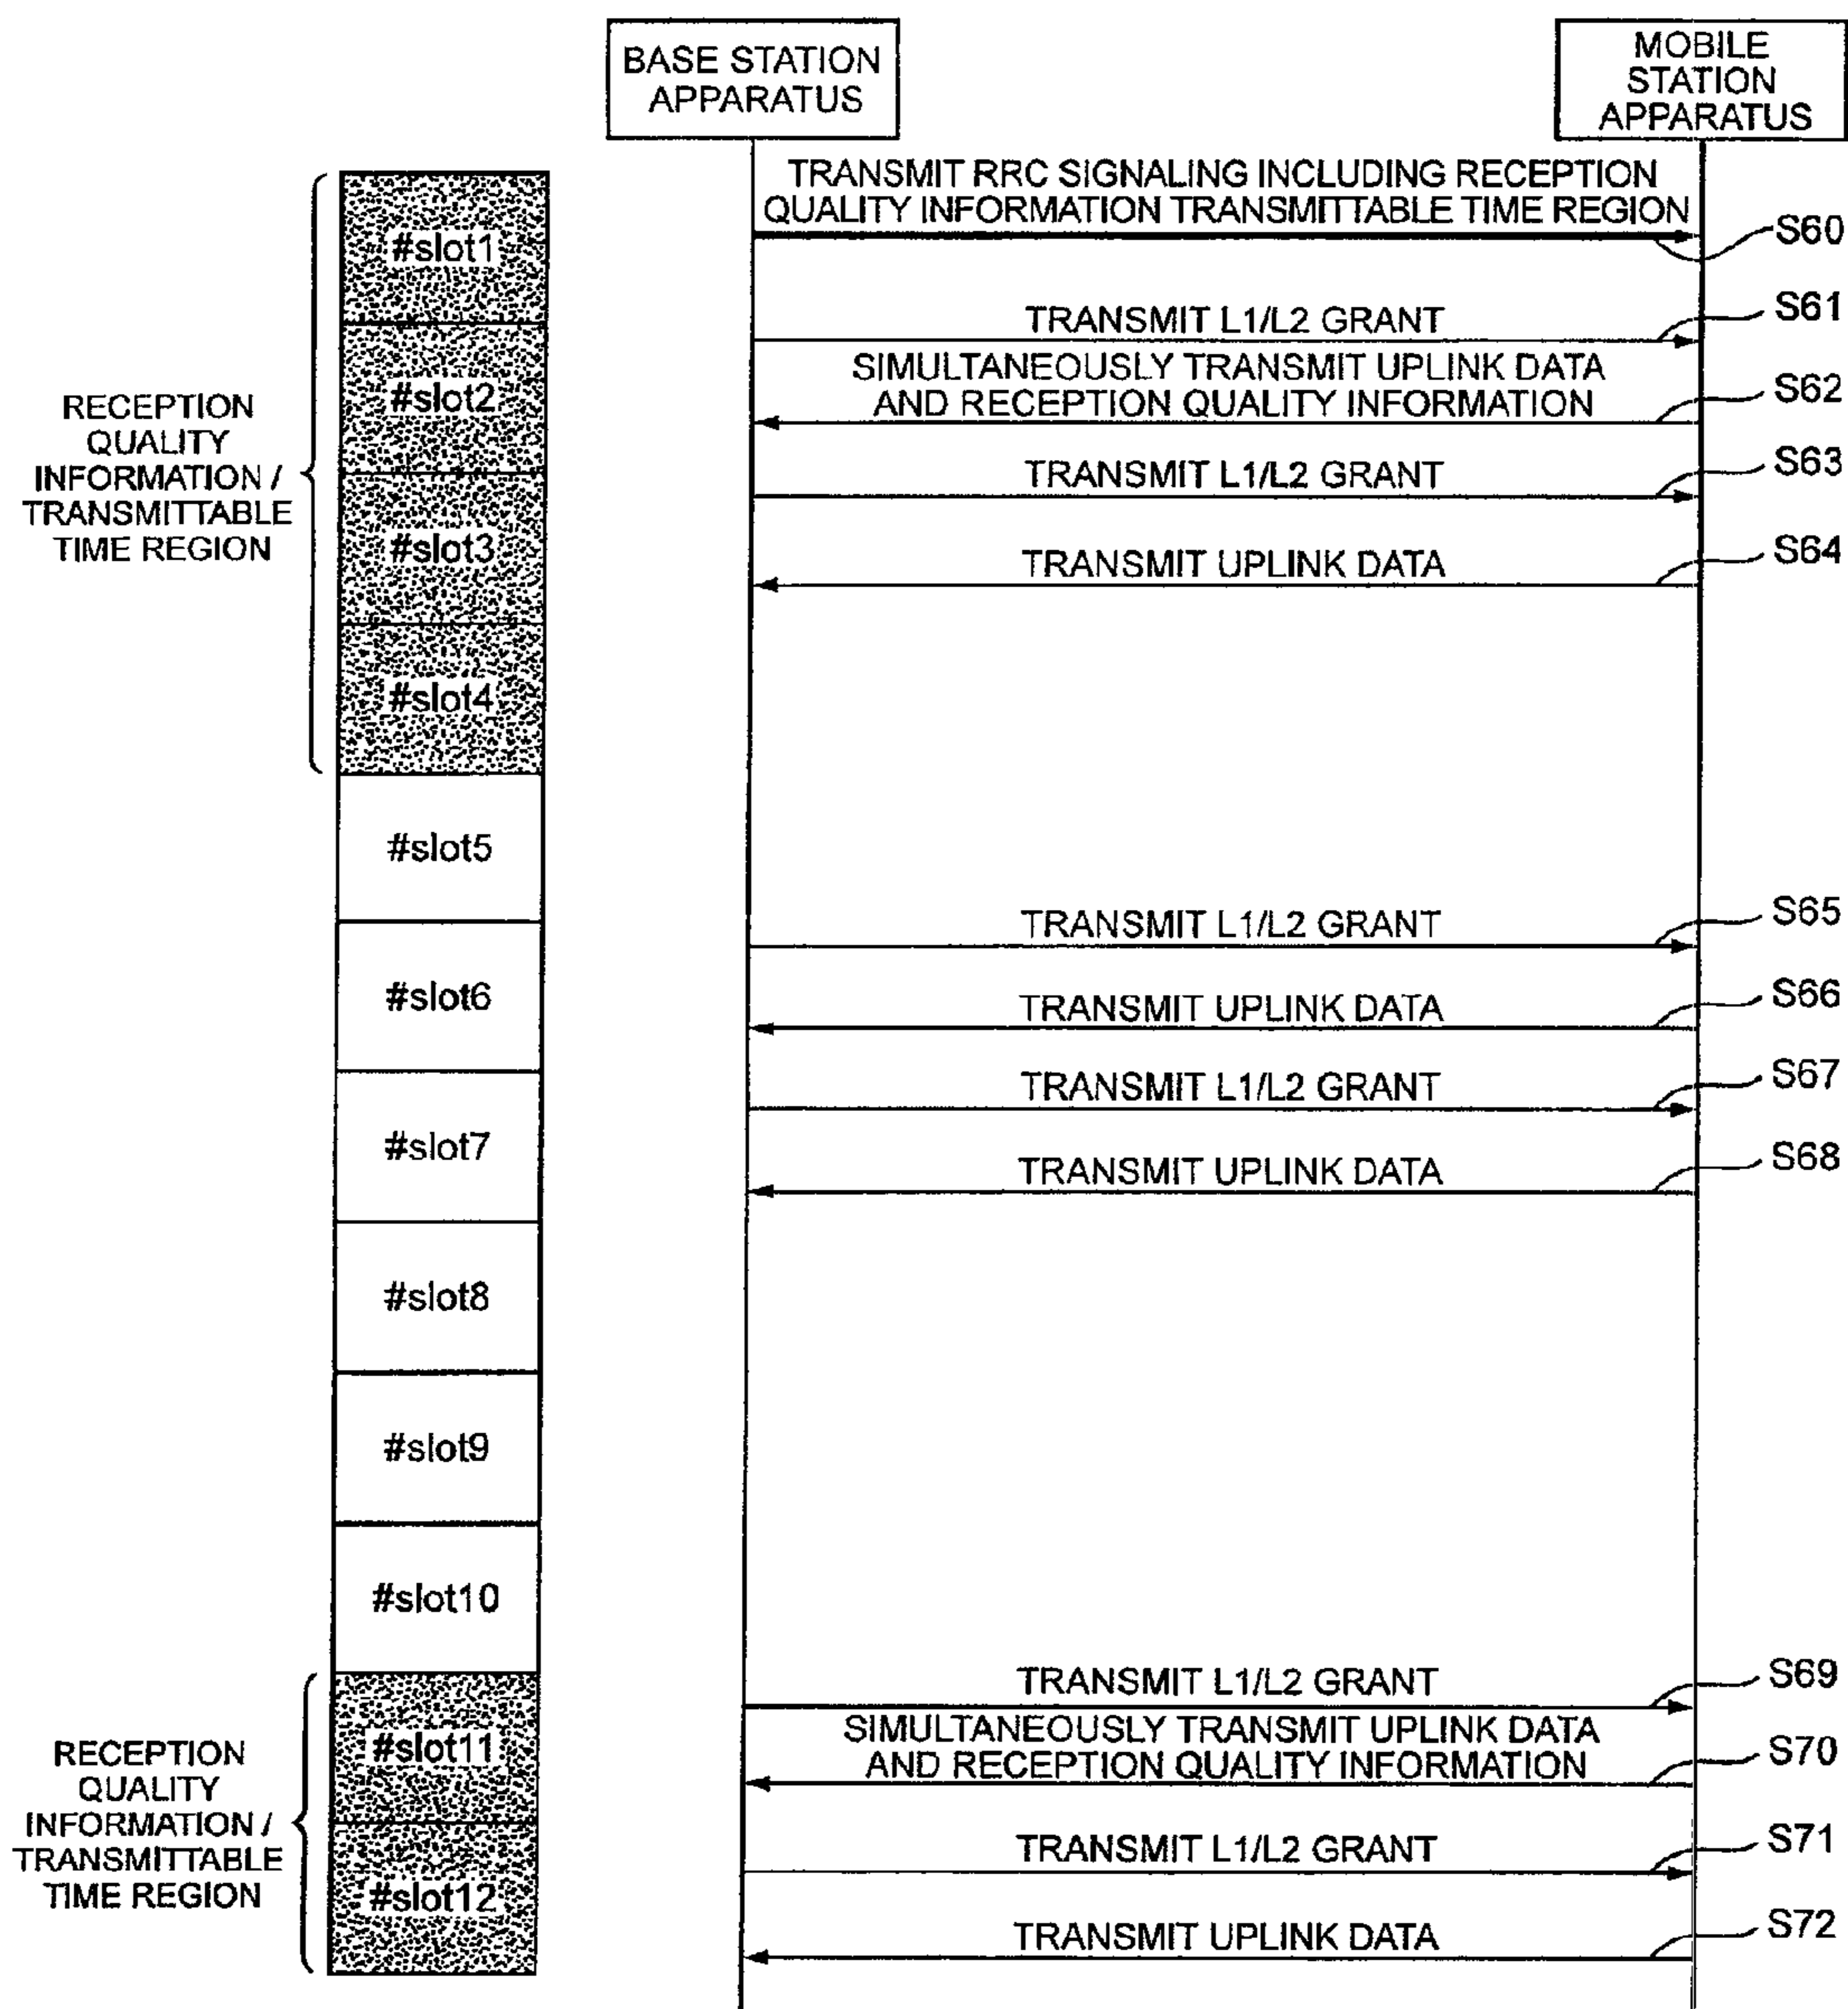 BASE STATION
APPARATUS
MOBILE
STATION
APPARATUS
TRANSMIT RRC SIGNALING INCLUDING RECEPTION
QUALITY INFORMATION TRANSMITTABLE TIME REGION
S60
#slot1
TRANSMIT L1/L2 GRANT
S61
SIMULTANEOUSLY TRANSMIT UPLINK DATA
AND RECEPTION QUALITY INFORMATION
S62
#slot2
RECEPTION
QUALITY
INFORMATION /
TRANSMITTABLE
TIME REGION
TRANSMIT L1/L2 GRANT
S63
#slot3
TRANSMIT UPLINK DATA
S64
#slot4
#slot5
TRANSMIT L1/L2 GRANT
S65
#slot6
TRANSMIT UPLINK DATA
S66
TRANSMIT L1/L2 GRANT
S67
#slot7
TRANSMIT UPLINK DATA
S68
#slot8
#slot9
#slot10
TRANSMIT L1/L2 GRANT
S69
#slot11
SIMULTANEOUSLY TRANSMIT UPLINK DATA
AND RECEPTION QUALITY INFORMATION
S70
RECEPTION
QUALITY
INFORMATION /
TRANSMITTABLE
TIME REGION
TRANSMIT L1/L2 GRANT
S71
#slot12
TRANSMIT UPLINK DATA
S72